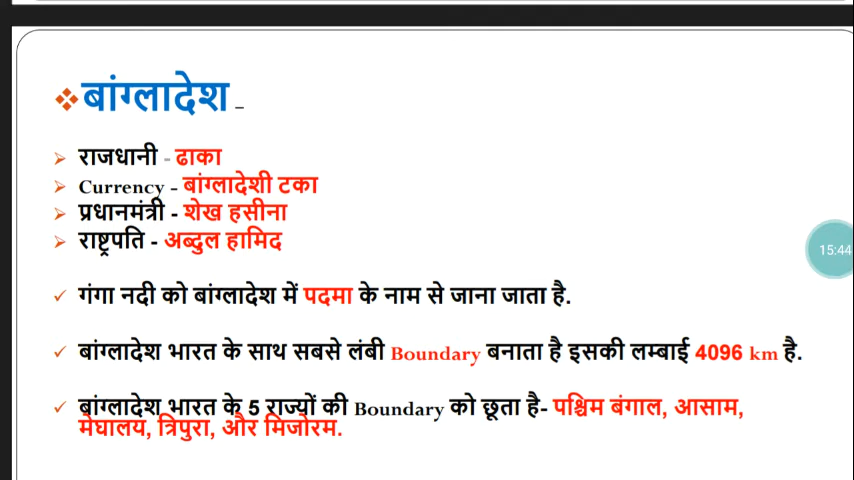 ❖बांग्लादेश –
राजधानी - ढाका
Currency – बांग्लादेशी टका
प्रधानमंत्री - शेख हसीना
राष्ट्रपति - अब्दुल हामिद
15:44
गंगा नदी को बांग्लादेश में पदमा के नाम से जाना जाता है.
बांग्लादेश भारत के साथ सबसे लंबी Boundary बनाता है इसकी लम्बाई 4096 km है.
बांग्लादेश भारत के 5 राज्यों की Boundary को छूता है- पश्चिम बंगाल, आसाम,
मेघालय, त्रिपुरा, और मिजोरम.